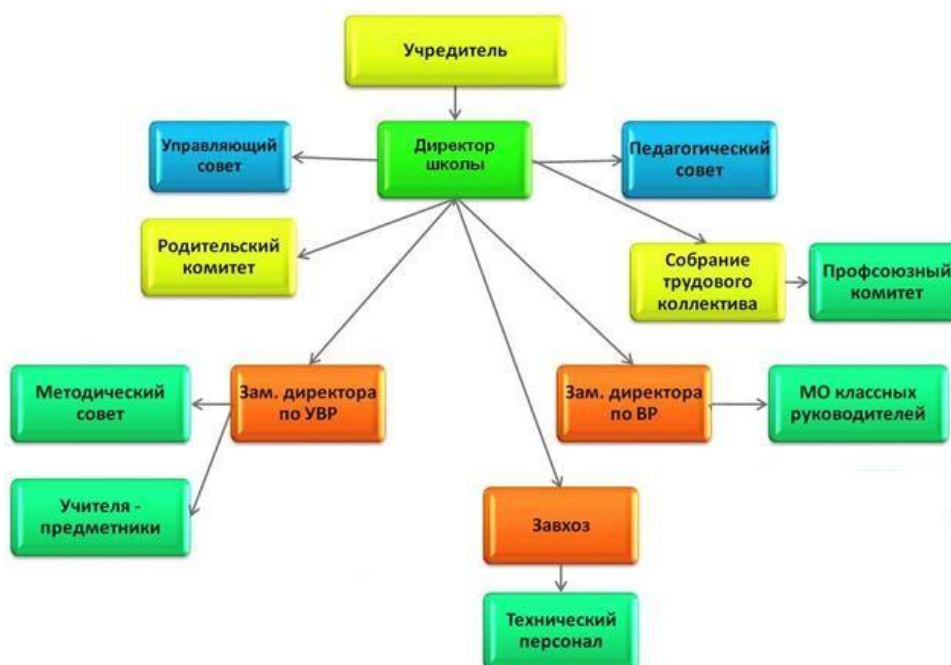 Учредитель
Управляющий
совет
Директор
школы
Педагогический
совет
Родительский
комитет
Собрание
трудового
коллектива
Профсоюзный
комитет
Методический
совет
Зам. директора
по УВР
Зам. директора
по ВР
МО классных
руководителей
Учителя -
предметники
Завхоз
Технический
персонал